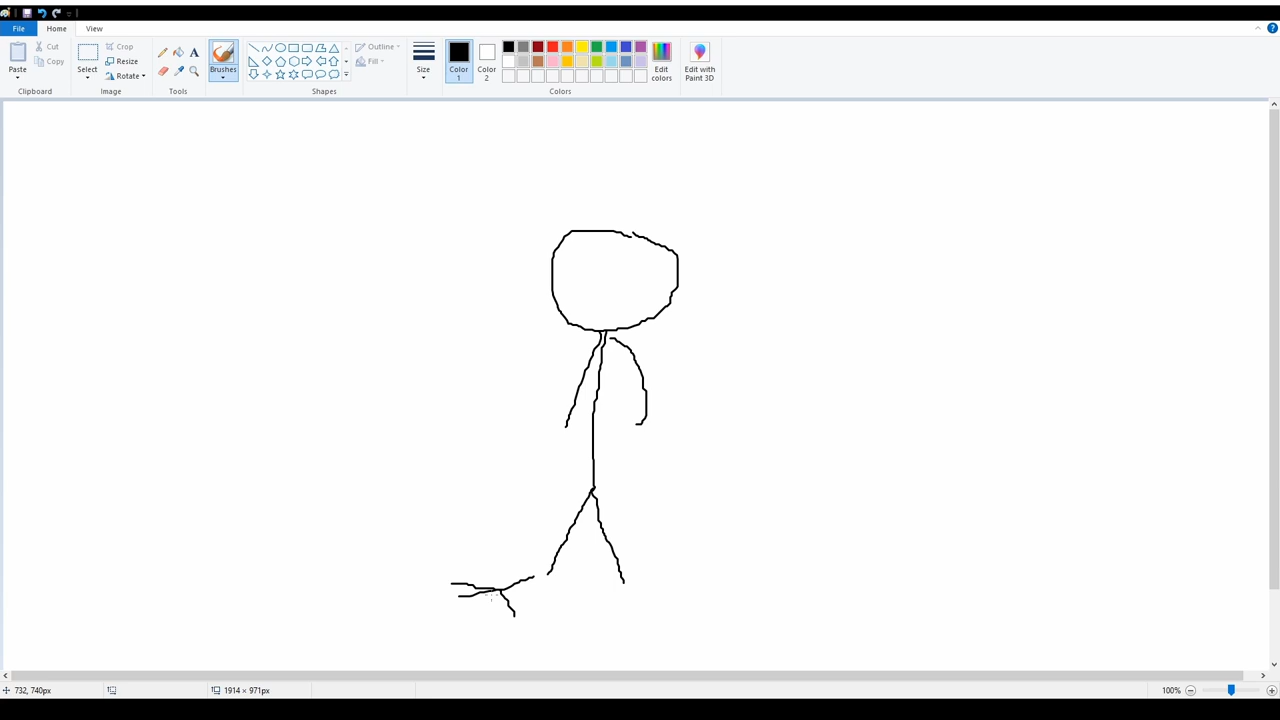 File Home View
Cut Crop Outline
Copy Resize Fill
Paste Select Rotate Brushes Size Color 1 Color 2 Edit colors Edit with Paint 3D
Clipboard Image Tools Shapes Colors
732, 740px 1914 × 971px 100%